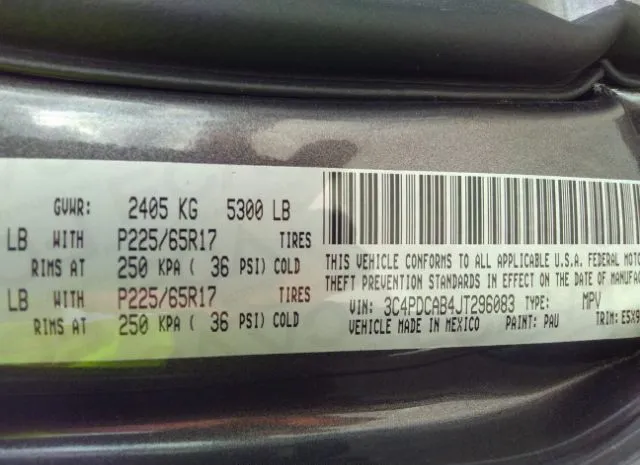 GVWR: 2405 KG 5300 LB
LB WITH P225/65R17 TIRES
RIMS AT 250 KPA ( 36 PSI) COLD
LB WITH P225/65R17 TIRES
RIMS AT 250 KPA ( 36 PSI) COLD
THIS VEHICLE CONFORMS TO ALL APPLICABLE U.S.A. FEDERAL MOTOR
THEFT PREVENTION STANDARDS IN EFFECT ON THE DATE OF M
VIN: 3C4PDCAB4JT296083 TYPE: MPV
VEHICLE MADE IN MEXICO PAINT: PAU TRIM: E5X9